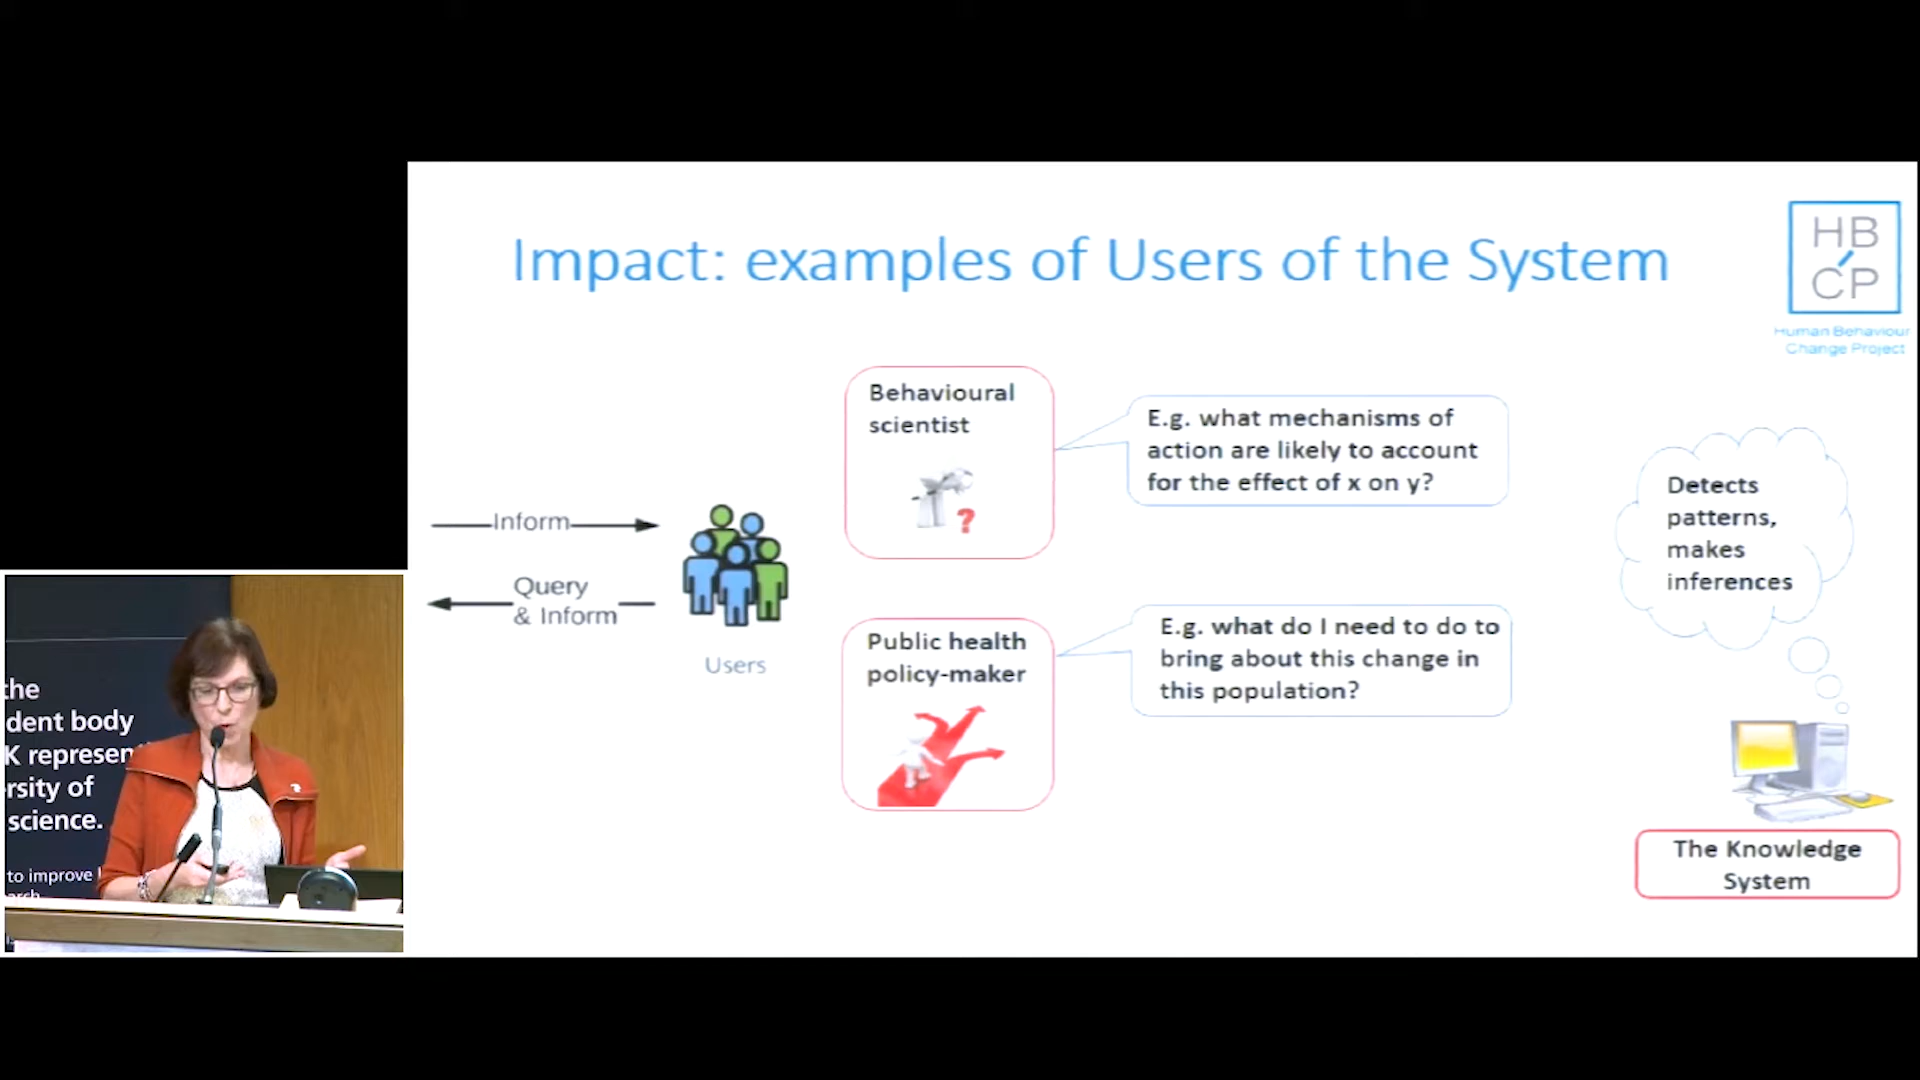 Impact: examples of Users of the System
HB
CP
Human Behaviour
Change Project
Behavioural
scientist
?
E.g. what mechanisms of
action are likely to account
for the effect of x on y?
Inform
Query
& Inform
Users
Public health
policy-maker
E.g. what do I need to do to
bring about this change in
this population?
Detects
patterns,
makes
inferences
The Knowledge
System
the
dent body
K represen
rsity of
science.
to improve